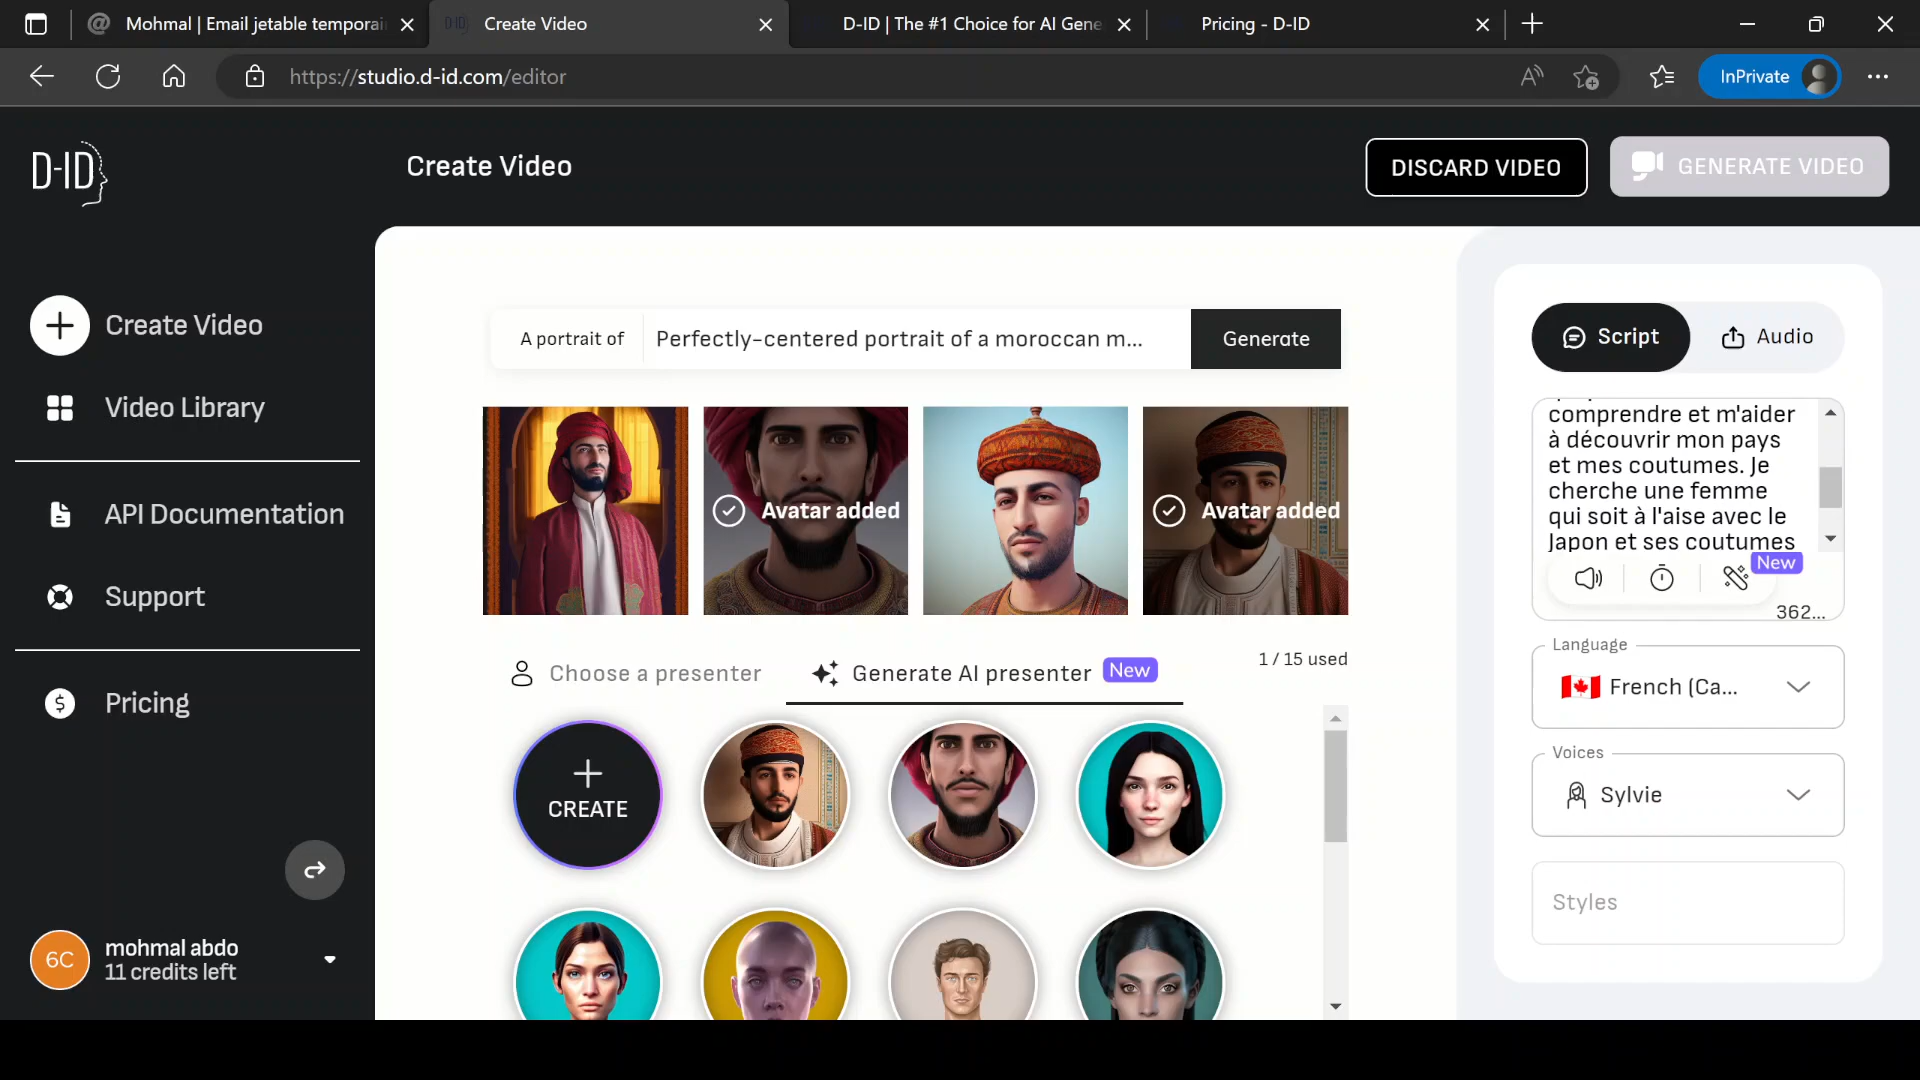 Mohmal | Email jetable temporai
Create Video
D-ID | The #1 Choice for AI Gene
Pricing - D-ID
https://studio.d-id.com/editor
InPrivate
D-ID
Create Video
DISCARD VIDEO
GENERATE VIDEO
Create Video
Video Library
API Documentation
Support
Pricing
6C
mohmal abdo
11 credits left
A portrait of
Perfectly-centered portrait of a moroccan m...
Generate
Avatar added
Avatar added
Choose a presenter
Generate AI presenter
New
1 / 15 used
CREATE
Script
Audio
comprendre et m'aider
à découvrir mon pays
et mes coutumes. Je
cherche une femme
qui soit à l'aise avec le
Japon et ses coutumes
New
362...
Language
French (Ca...
Voices
Sylvie
Styles